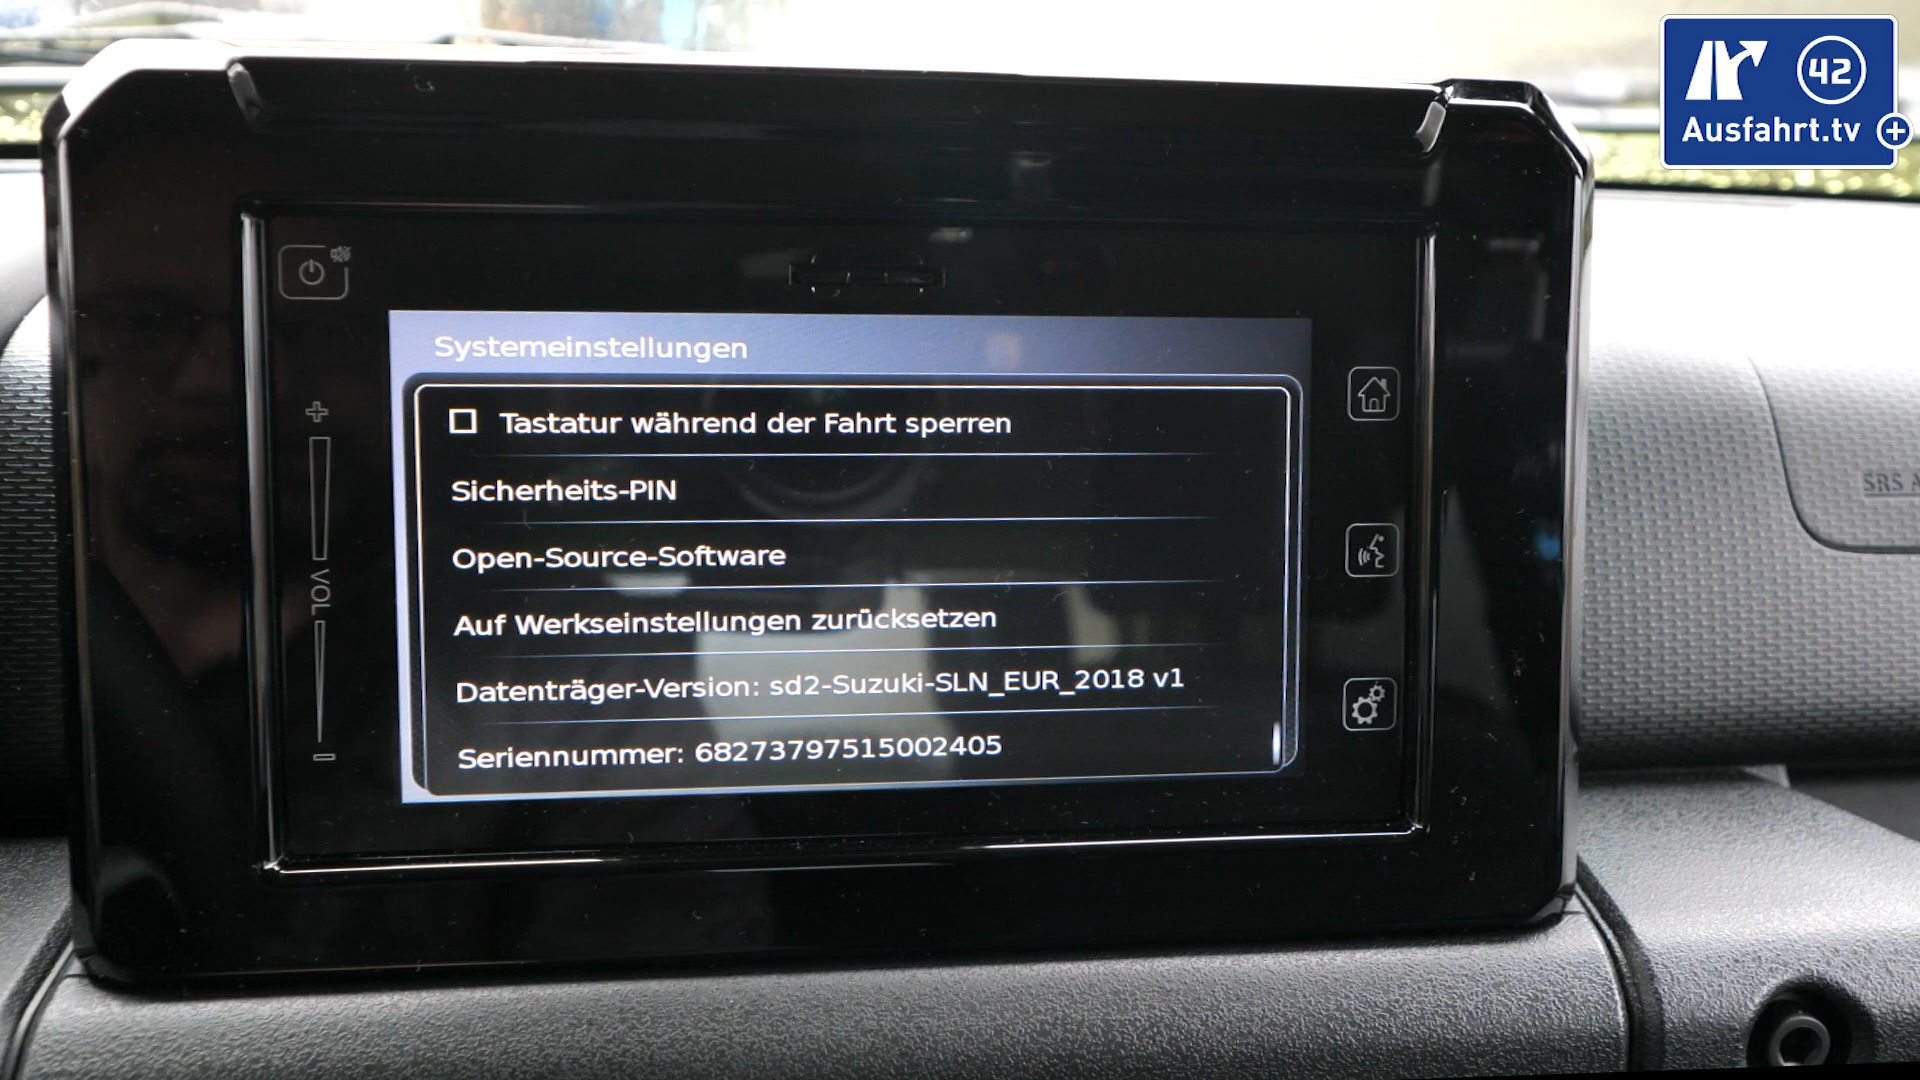 42
Ausfahrt.tv
Systemeinstellungen
Tastatur während der Fahrt sperren
Sicherheits-PIN
Open-Source-Software
Auf Werkseinstellungen zurücksetzen
Datenträger-Version: sd2-Suzuki-SLN_EUR_2018 v1
Seriennummer: 68273797515002405
VOL
SRS